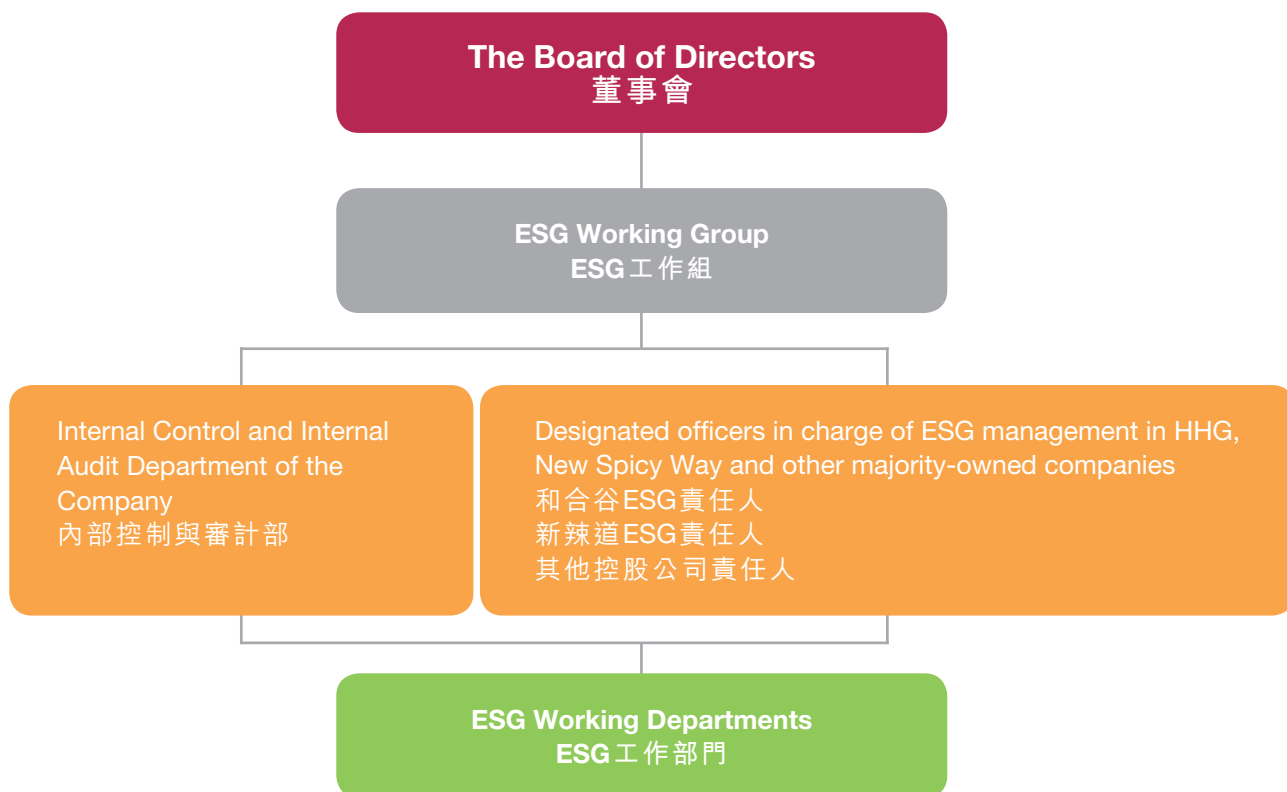 The Board of Directors
董事會
ESG Working Group
ESG工作組
Internal Control and Internal
Audit Department of the
Company
內部控制與審計部
Designated officers in charge of ESG management in HHG,
New Spicy Way and other majority-owned companies
和合谷ESG責任人
新辣道ESG責任人
其他控股公司責任人
ESG Working Departments
ESG工作部門